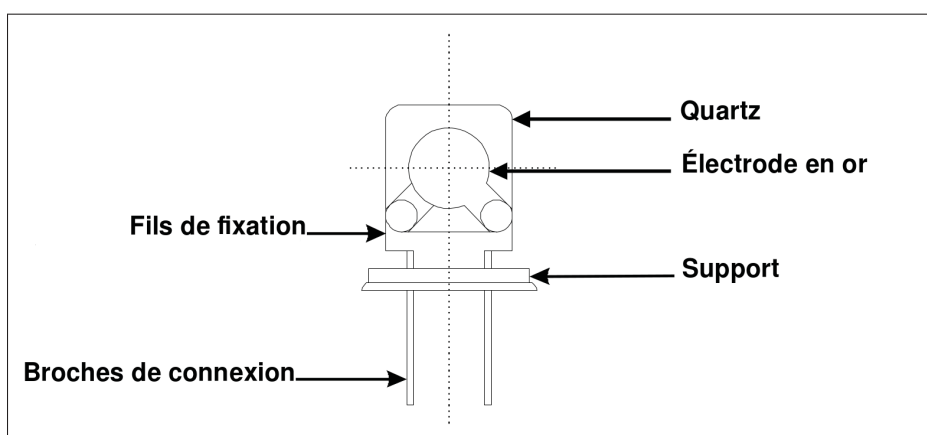 Quartz
Électrode en or
Fils de fixation
Support
Broches de connexion